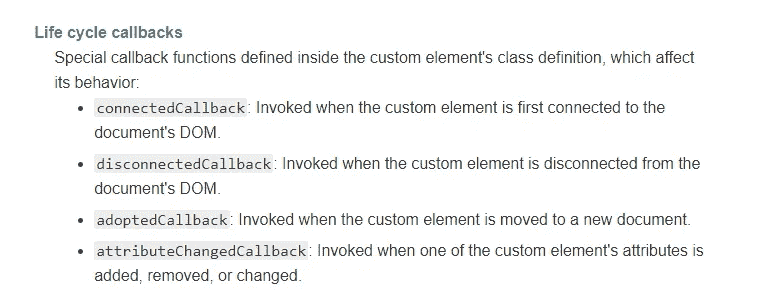 Life cycle callbacks
Special callback functions defined inside the custom element's class definition, which affect
its behavior:
• connectedCallback: Invoked when the custom element is first connected to the
document's DOM.
• disconnectedCallback: Invoked when the custom element is disconnected from the
document's DOM.
• adoptedCallback: Invoked when the custom element is moved to a new document.
• attributeChangedCallback: Invoked when one of the custom element's attributes is
added, removed, or changed.